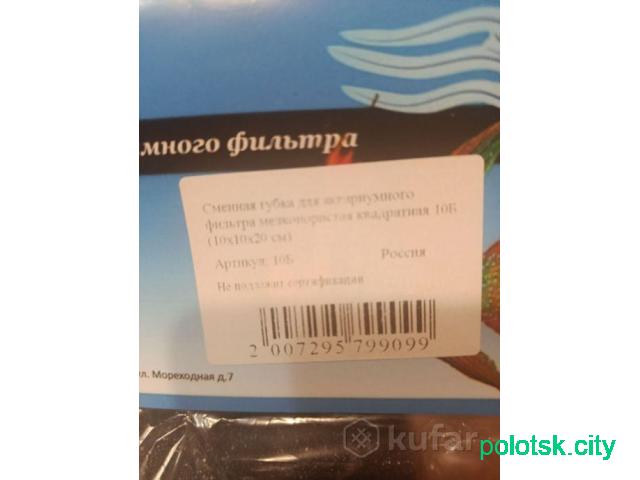 много фильтра
Сменная губка для аквариумного
фильтра мелкопористая квадратная 10Б
(10х10х20 см)
Артикул: 10Б Россия
Не подлежит сертификации
2 007295 799099
ул. Мореходная д.7
kufar
polotsk.city